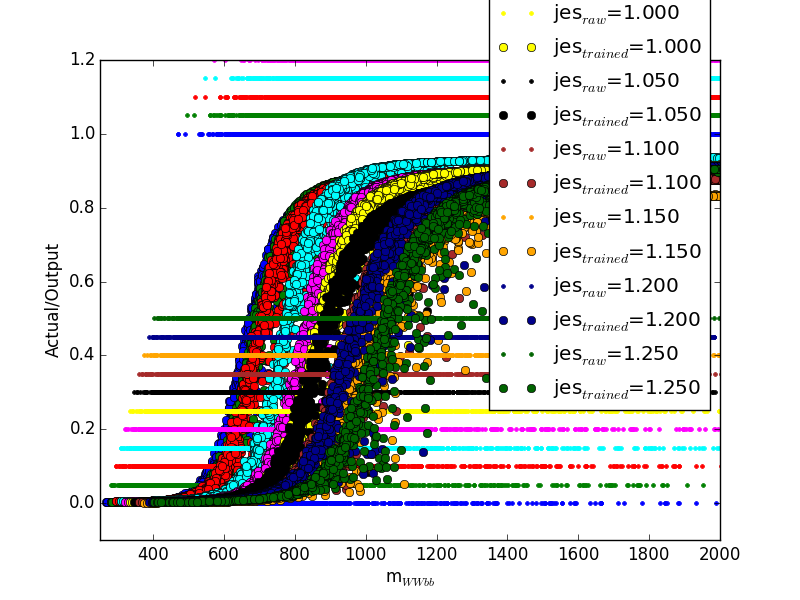 jes_raw=1.000
jes_trained=1.000
jes_raw=1.050
jes_trained=1.050
jes_raw=1.100
jes_trained=1.100
jes_raw=1.150
jes_trained=1.150
jes_raw=1.200
jes_trained=1.200
jes_raw=1.250
jes_trained=1.250
1.2
1.0
0.8
0.6
0.4
0.2
0.0
Actual/Output
400 600 800 1000 1200 1400 1600 1800 2000
m_WWbb